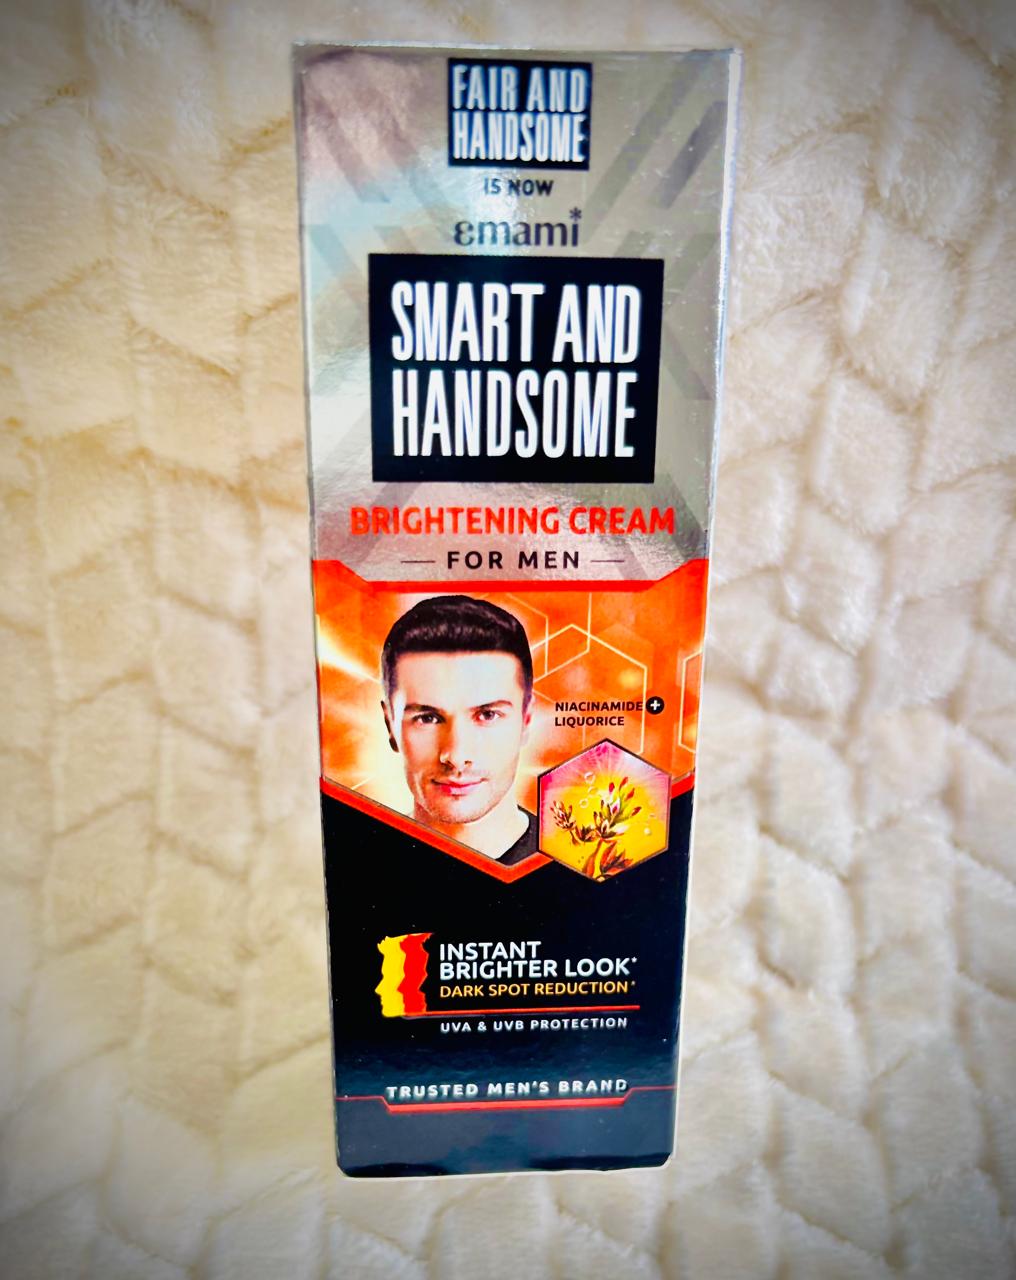 FAIR AND
HANDSOME
IS NOW
emami*
SMART AND
HANDSOME
BRIGHTENING CREAM
FOR MEN
NIACINAMIDE +
LIQUORICE
INSTANT
BRIGHTER LOOK*
DARK SPOT REDUCTION*
UVA & UVB PROTECTION
TRUSTED MEN'S BRAND